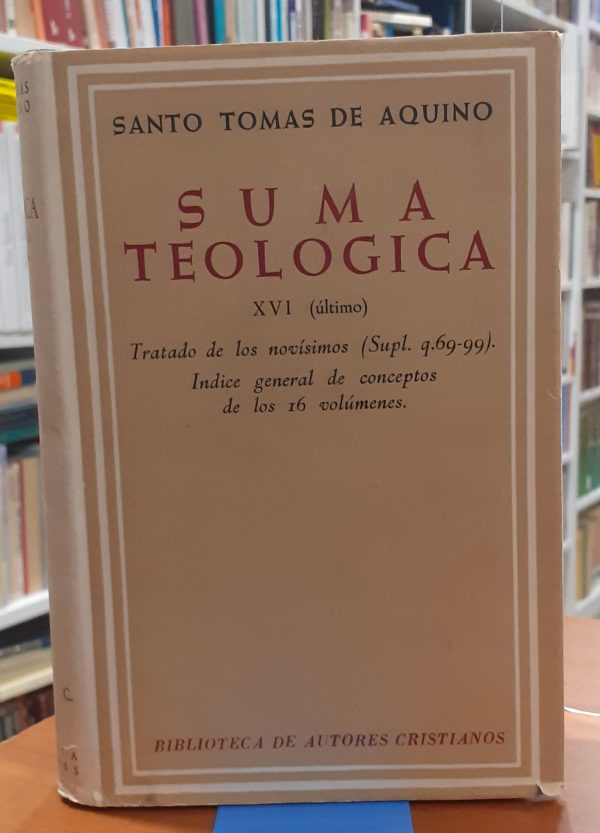 SANTO TOMAS DE AQUINO
SUMA
TEOLOGICA
XVI (último)
Tratado de los novísimos (Supl. q.69-99).
Indice general de conceptos
de los 16 volúmenes.
BIBLIOTECA DE AUTORES CRISTIANOS